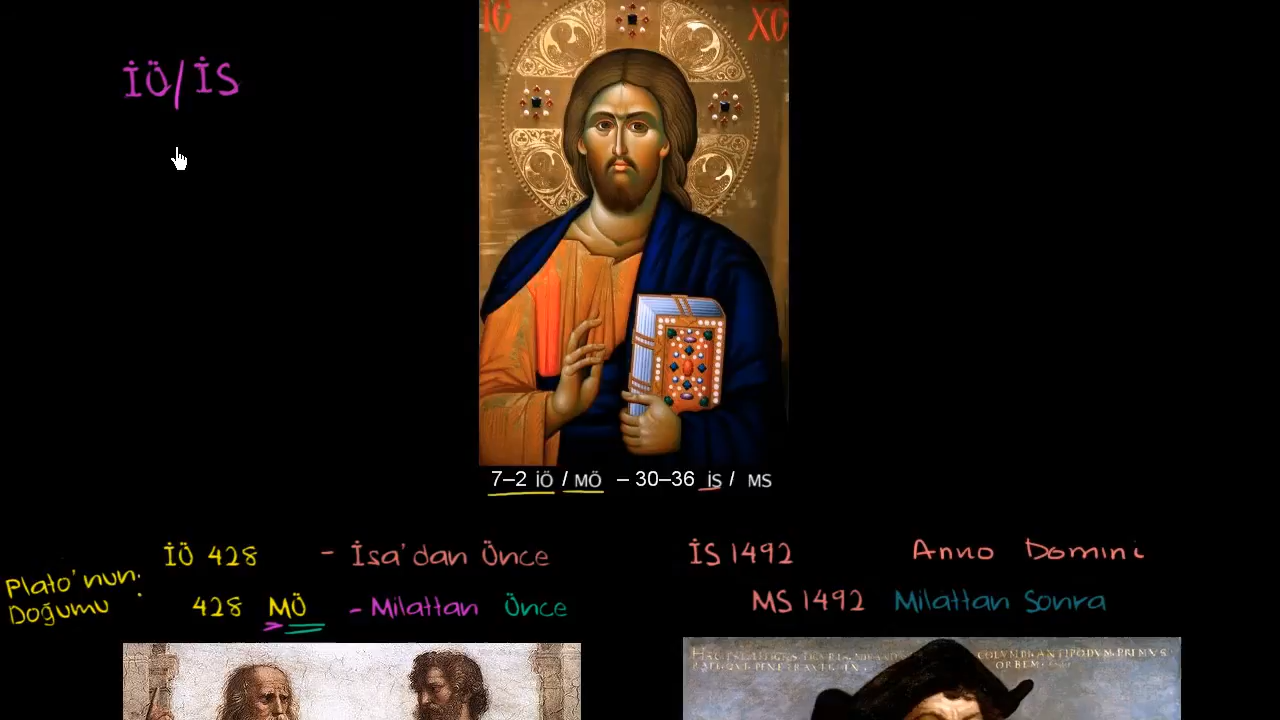 İÜ/İS
IC XC
7–2 İÖ / MÖ – 30–36 İS / MS
İÜ 428 - İsa'dan Önce
İS 1492 Anno Domini
Plato'nun:
Doğumu
428 MÜ - Milattan Önce
MS 1492 Milattan Sonra